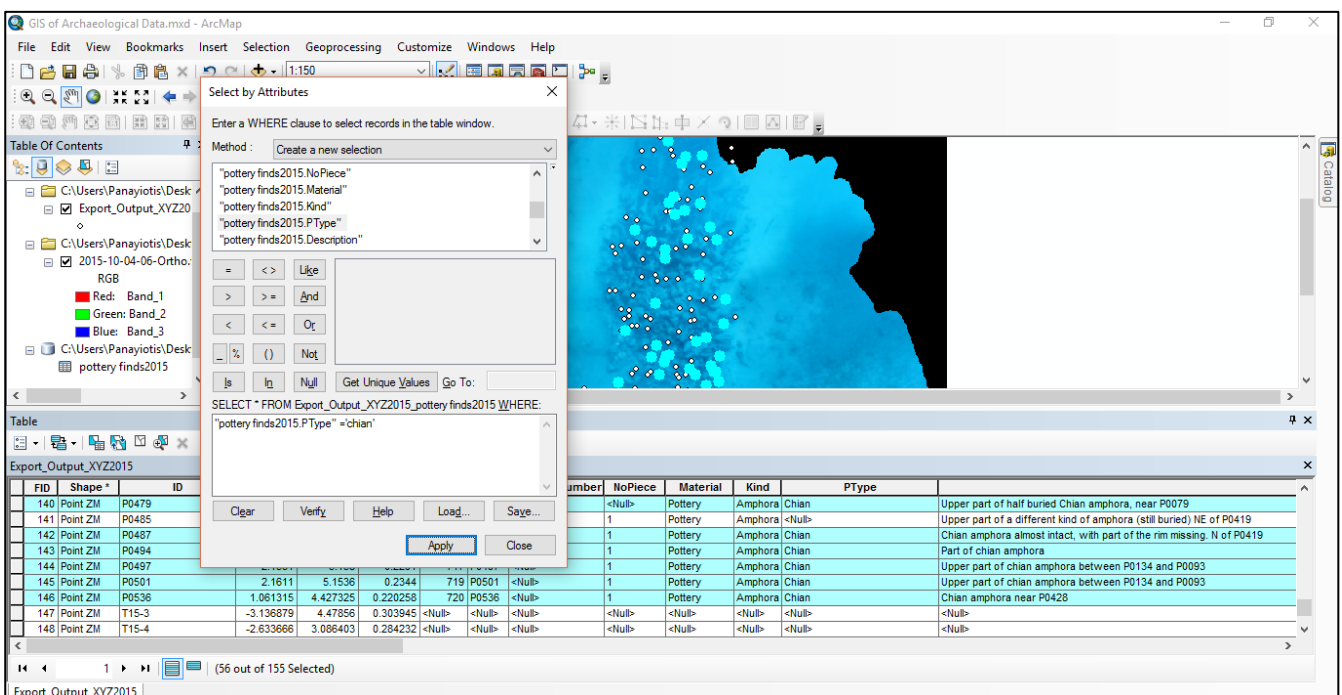 GIS of Archaeological Data.mxd - ArcMap
File Edit View Bookmarks Insert Selection Geoprocessing Customize Windows Help
1:150
Table Of Contents
C:\Users\Panayiotis\Desk
Export_Output_XYZ20
C:\Users\Panayiotis\Desk
2015-10-04-06-Ortho.
RGB
Red: Band_1
Green: Band_2
Blue: Band_3
C:\Users\Panayiotis\Desk
pottery finds2015
Select by Attributes
Enter a WHERE clause to select records in the table window.
Method : Create a new selection
"pottery finds2015.NoPiece"
"pottery finds2015.Material"
"pottery finds2015.Kind"
"pottery finds2015.PType"
"pottery finds2015.Description"
= < > Like
> > = And
< < = Or
_ % () Not
Is In Null Get Unique Values Go To:
SELECT * FROM Export_Output_XYZ2015_pottery finds2015 WHERE:
"pottery finds2015.PType" ='chian'
Clear Verify Help Load... Save...
Apply Close
Catalog
Table
Export_Output_XYZ2015
FID Shape * ID umber NoPiece Material Kind PType
140 Point ZM P0479 <Null> Pottery Amphora Chian Upper part of half buried Chian amphora, near P0079
141 Point ZM P0485 1 Pottery Amphora <Null> Upper part of a different kind of amphora (still buried) NE of P0419
142 Point ZM P0487 1 Pottery Amphora Chian Chian amphora almost intact, with part of the rim missing. N of P0419
143 Point ZM P0494 1 Pottery Amphora Chian Part of chian amphora
144 Point ZM P0497 1 Pottery Amphora Chian Upper part of chian amphora between P0134 and P0093
145 Point ZM P0501 2.1611 5.1536 0.2344 719 P0501 <Null> 1 Pottery Amphora Chian Upper part of chian amphora between P0134 and P0093
146 Point ZM P0536 1.061315 4.427325 0.220258 720 P0536 <Null> 1 Pottery Amphora Chian Chian amphora near P0428
147 Point ZM T15-3 -3.136879 4.47856 0.303945 <Null> <Null> <Null> <Null> <Null> <Null> <Null> <Null>
148 Point ZM T15-4 -2.633666 3.086403 0.284232 <Null> <Null> <Null> <Null> <Null> <Null> <Null> <Null>
1 (56 out of 155 Selected)
Export_Output_XYZ2015